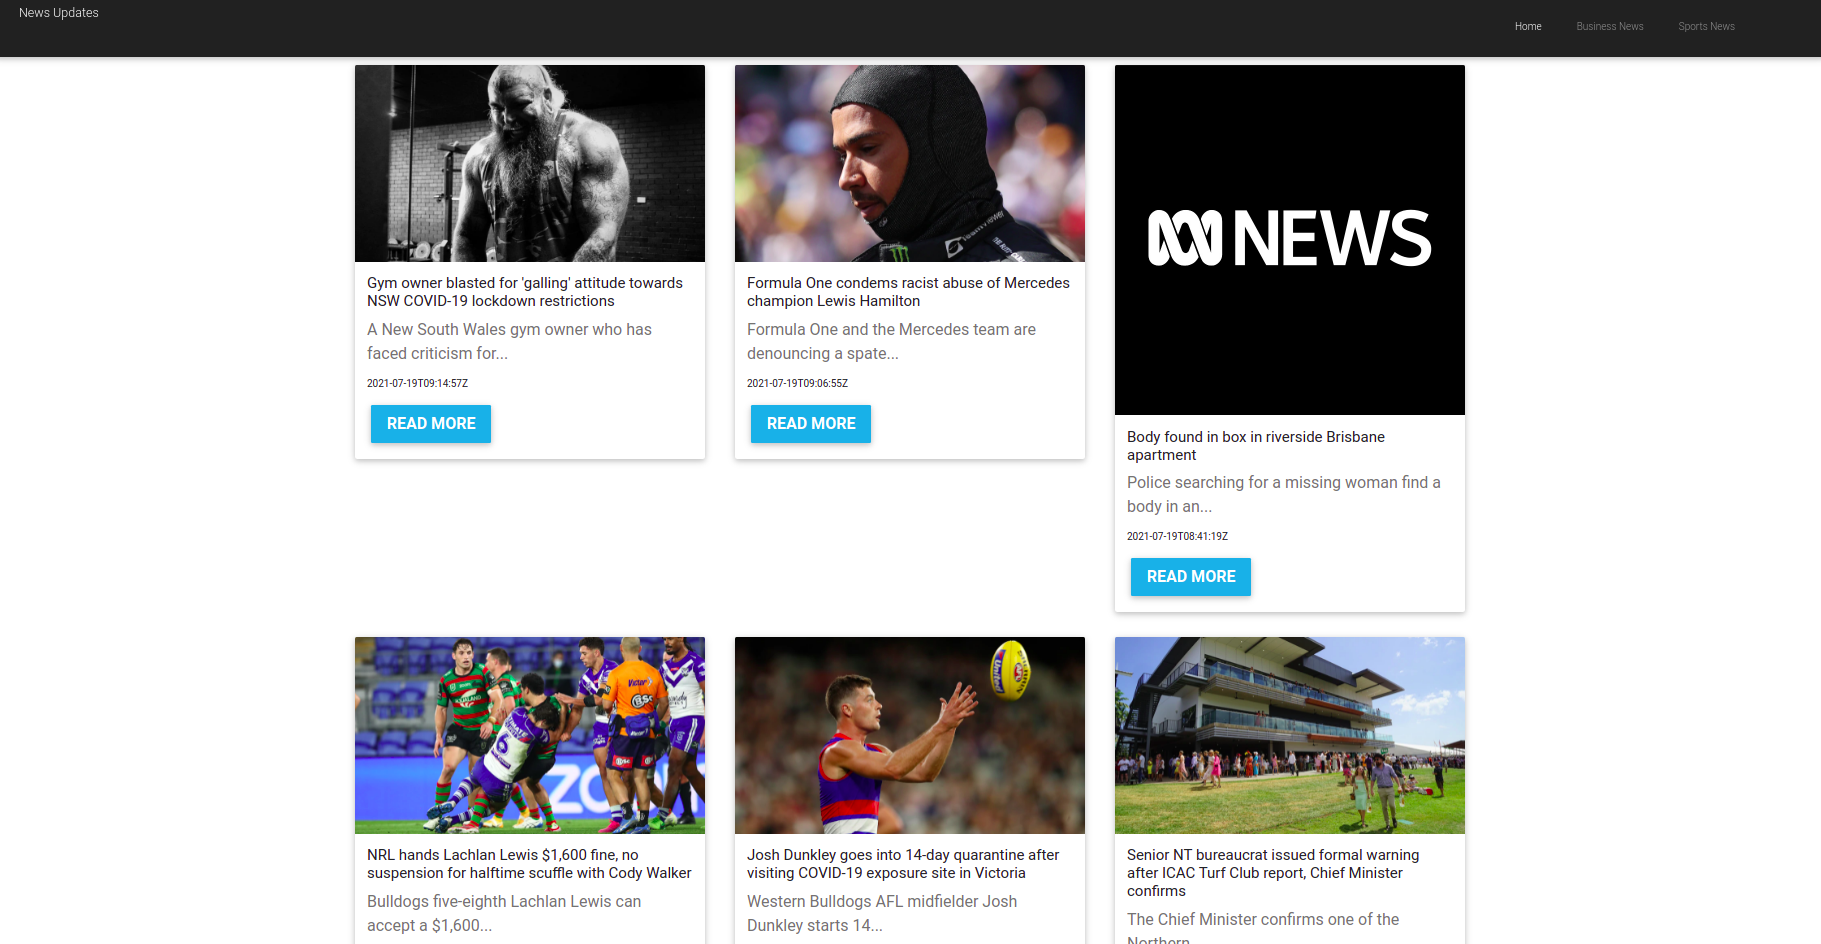 News Updates
Home
Business News
Sports News
NEWS
Gym owner blasted for 'galling' attitude towards
NSW COVID-19 lockdown restrictions
A New South Wales gym owner who has
faced criticism for...
2021-07-19T09:14:57Z
READ MORE
Formula One condems racist abuse of Mercedes
champion Lewis Hamilton
Formula One and the Mercedes team are
denouncing a spate...
2021-07-19T09:06:55Z
READ MORE
Body found in box in riverside Brisbane
apartment
Police searching for a missing woman find a
body in an...
2021-07-19T08:41:19Z
READ MORE
NRL hands Lachlan Lewis $1,600 fine, no
suspension for halftime scuffle with Cody Walker
Bulldogs five-eighth Lachlan Lewis can
accept a $1,600...
Josh Dunkley goes into 14-day quarantine after
visiting COVID-19 exposure site in Victoria
Western Bulldogs AFL midfielder Josh
Dunkley starts 14...
Senior NT bureaucrat issued formal warning
after ICAC Turf Club report, Chief Minister
confirms
The Chief Minister confirms one of the
Northern